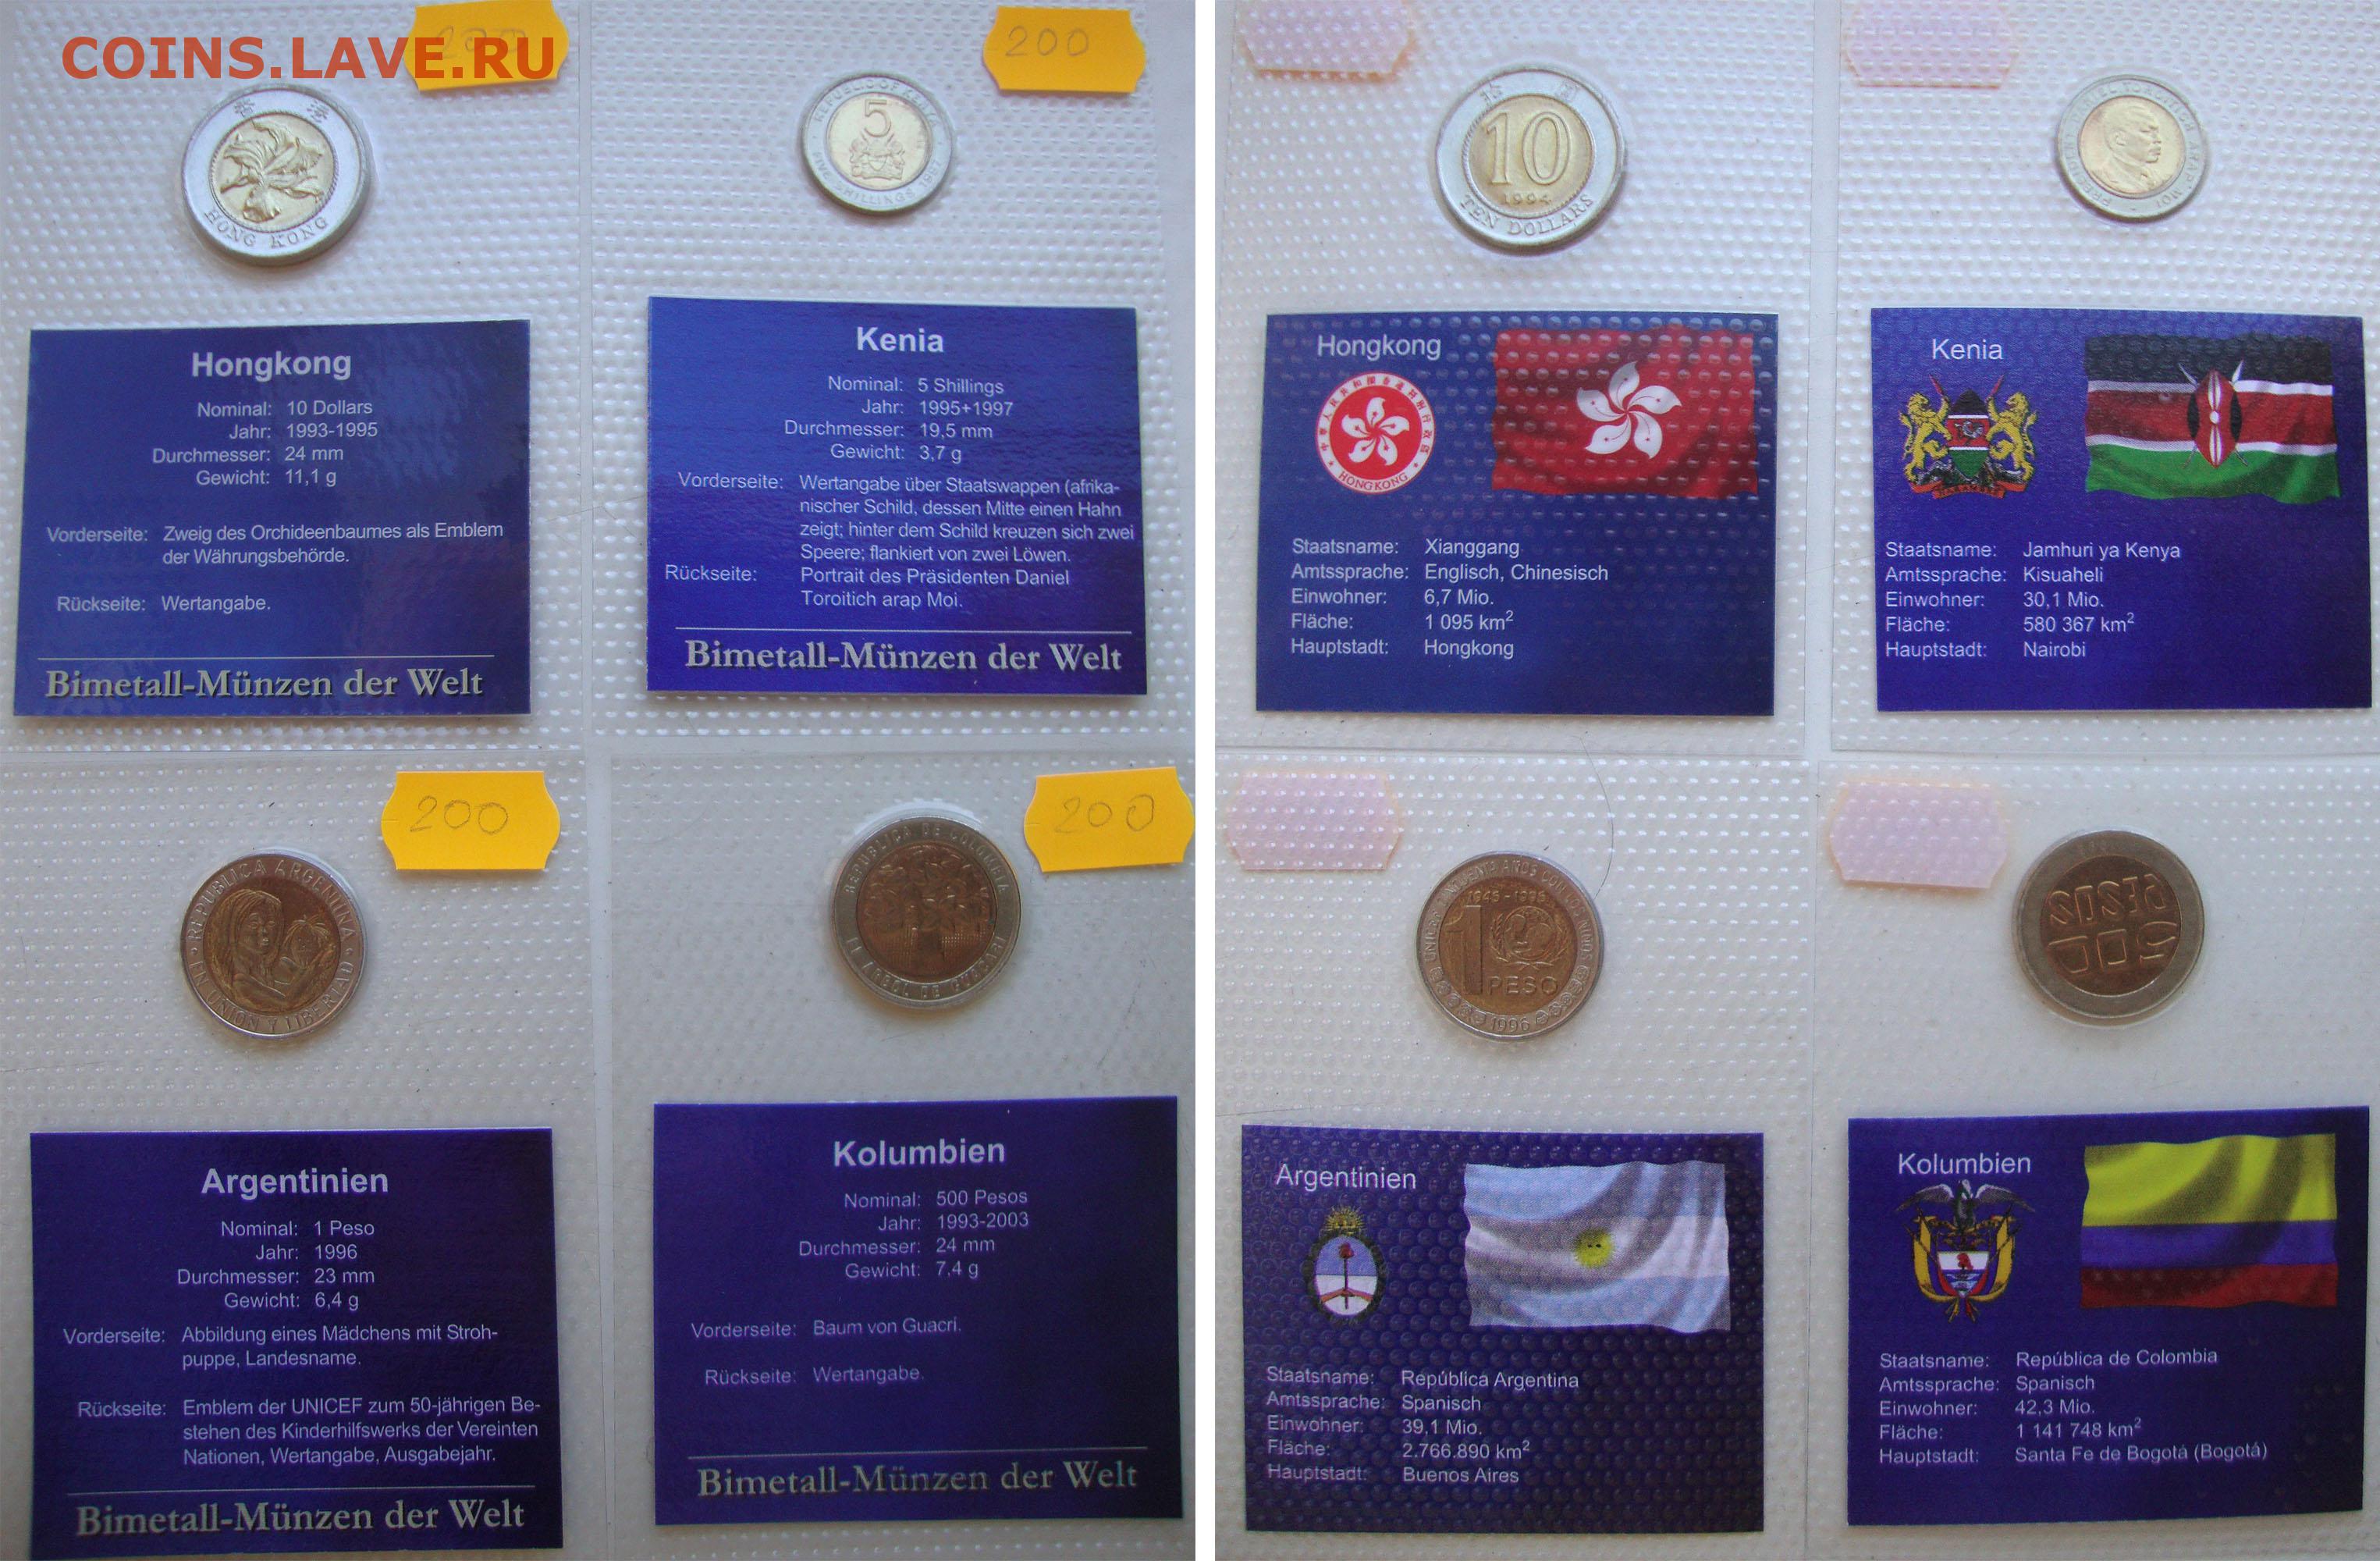 COINS.LAVE.RU
200
HONG KONG
200
REPUBLIC OF KENYA
5
FIVE SHILLINGS 1997
Hongkong
Nominal: 10 Dollars
Jahr: 1993-1995
Durchmesser: 24 mm
Gewicht: 11,1 g
Vorderseite: Zweig des Orchideenbaumes als Emblem
der Währungsbehörde.
Rückseite: Wertangabe.
Bimetall-Münzen der Welt
Kenia
Nominal: 5 Shillings
Jahr: 1995+1997
Durchmesser: 19,5 mm
Gewicht: 3,7 g
Vorderseite: Wertangabe über Staatswappen (afrika-
nischer Schild, dessen Mitte einen Hahn
zeigt; hinter dem Schild kreuzen sich zwei
Speere; flankiert von zwei Löwen.
Rückseite: Portrait des Präsidenten Daniel
Toroitich arap Moi.
Bimetall-Münzen der Welt
200
REPUBLICA ARGENTINA
EN UNION Y LIBERTAD
200
REPUBLICA DE COLOMBIA
EL ARBOL DE GUACARI
Argentinien
Nominal: 1 Peso
Jahr: 1996
Durchmesser: 23 mm
Gewicht: 6,4 g
Vorderseite: Abbildung eines Mädchens mit Stroh-
puppe, Landesname.
Rückseite: Emblem der UNICEF zum 50-jährigen Be-
stehen des Kinderhilfswerks der Vereinten
Nationen, Wertangabe, Ausgabejahr.
Bimetall-Münzen der Welt
Kolumbien
Nominal: 500 Pesos
Jahr: 1993-2003
Durchmesser: 24 mm
Gewicht: 7,4 g
Vorderseite: Baum von Guacri.
Rückseite: Wertangabe.
Bimetall-Münzen der Welt
10
1994
TEN DOLLARS
Hongkong
HONGKONG
Staatsname: Xianggang
Amtssprache: Englisch, Chinesisch
Einwohner: 6,7 Mio.
Fläche: 1 095 km²
Hauptstadt: Hongkong
Kenia
Staatsname: Jamhuri ya Kenya
Amtssprache: Kisuaheli
Einwohner: 30,1 Mio.
Fläche: 580 367 km²
Hauptstadt: Nairobi
1945-1995
1
PESO
1996
500
PESOS
Argentinien
Staatsname: República Argentina
Amtssprache: Spanisch
Einwohner: 39,1 Mio.
Fläche: 2.766.890 km²
Hauptstadt: Buenos Aires
Kolumbien
Staatsname: República de Colombia
Amtssprache: Spanisch
Einwohner: 42,3 Mio.
Fläche: 1 141 748 km²
Hauptstadt: Santa Fe de Bogotá (Bogotá)